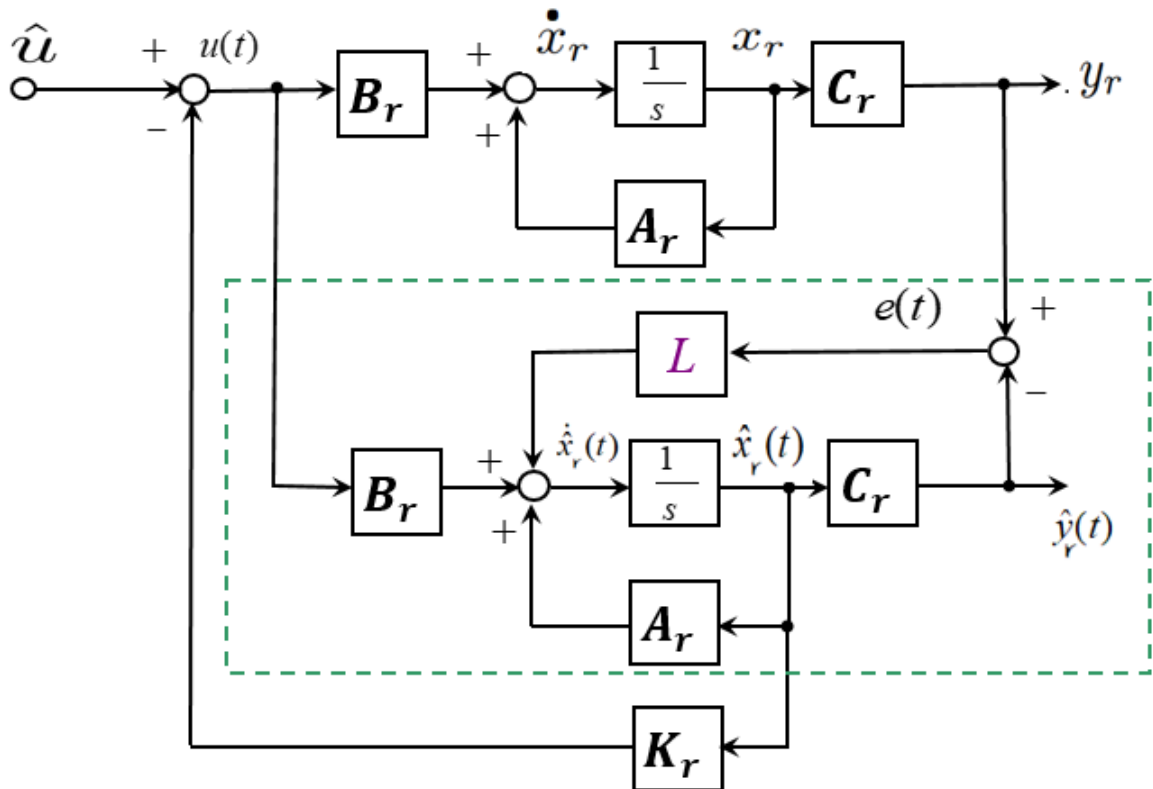 û + u(t) B_r + ẋ_r 1/s x_r C_r . y_r
− +
A_r
e(t) +
L
−
B_r + x̂̇_r(t) 1/s x̂_r(t) C_r
+ ŷ_r(t)
A_r
K_r